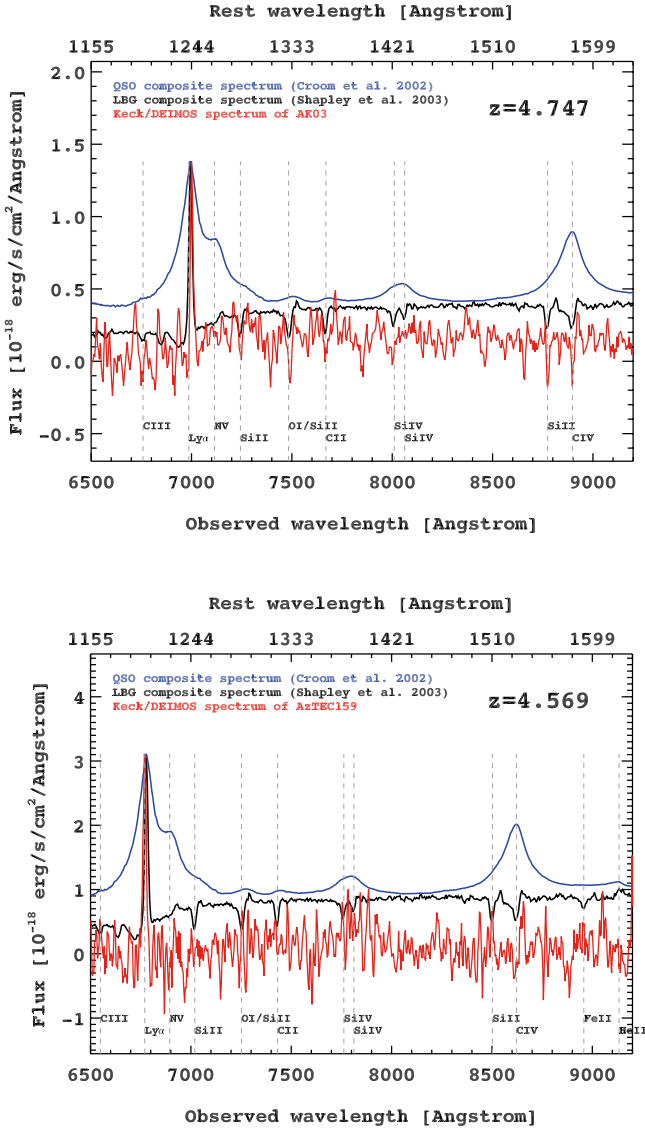 Rest wavelength [Angstrom]
1155 1244 1333 1421 1510 1599
2.0
QSO composite spectrum (Croom et al. 2002)
LBG composite spectrum (Shapley et al. 2003)
Keck/DEIMOS spectrum of AK03
z=4.747
1.5
1.0
0.5
0.0
-0.5
Flux [10⁻¹⁸ erg/s/cm²/Angstrom]
CIII NV OI/SiII SiIV SiII
Lyα SiII CII SiIV CIV
6500 7000 7500 8000 8500 9000
Observed wavelength [Angstrom]
Rest wavelength [Angstrom]
1155 1244 1333 1421 1510 1599
QSO composite spectrum (Croom et al. 2002)
LBG composite spectrum (Shapley et al. 2003)
Keck/DEIMOS spectrum of AzTEC159
z=4.569
4
3
2
1
0
-1
Flux [10⁻¹⁸ erg/s/cm²/Angstrom]
CIII NV OI/SiII SiIV SiII FeII
Lyα SiII CII SiIV CIV HeII
6500 7000 7500 8000 8500 9000
Observed wavelength [Angstrom]